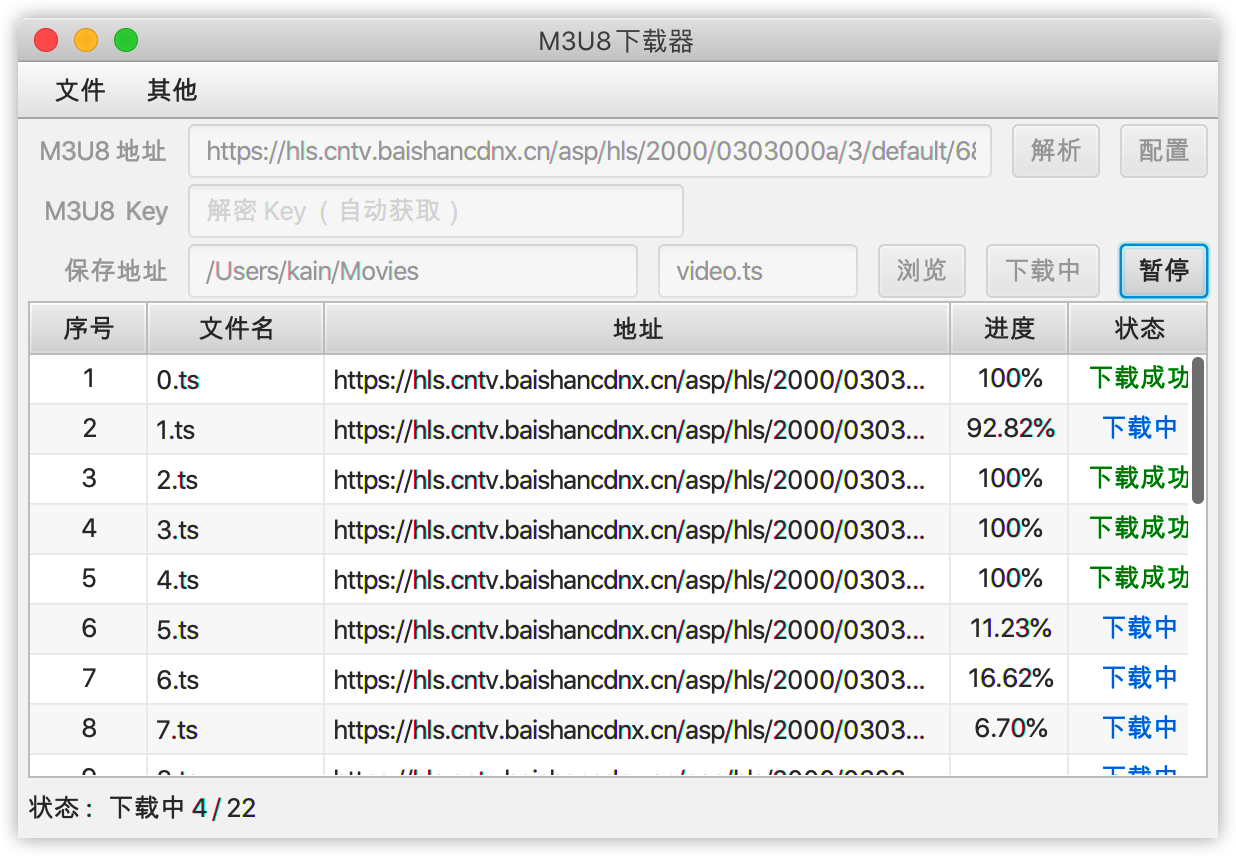 M3U8下载器
文件 其他
M3U8 地址 https://hls.cntv.baishancdnx.cn/asp/hls/2000/0303000a/3/default/68 解析 配置
M3U8 Key 解密 Key ( 自动获取 )
保存地址 /Users/kain/Movies video.ts 浏览 下载中 暂停
序号 文件名 地址 进度 状态
1 0.ts https://hls.cntv.baishancdnx.cn/asp/hls/2000/0303... 100% 下载成功
2 1.ts https://hls.cntv.baishancdnx.cn/asp/hls/2000/0303... 92.82% 下载中
3 2.ts https://hls.cntv.baishancdnx.cn/asp/hls/2000/0303... 100% 下载成功
4 3.ts https://hls.cntv.baishancdnx.cn/asp/hls/2000/0303... 100% 下载成功
5 4.ts https://hls.cntv.baishancdnx.cn/asp/hls/2000/0303... 100% 下载成功
6 5.ts https://hls.cntv.baishancdnx.cn/asp/hls/2000/0303... 11.23% 下载中
7 6.ts https://hls.cntv.baishancdnx.cn/asp/hls/2000/0303... 16.62% 下载中
8 7.ts https://hls.cntv.baishancdnx.cn/asp/hls/2000/0303... 6.70% 下载中
状态： 下载中 4 / 22